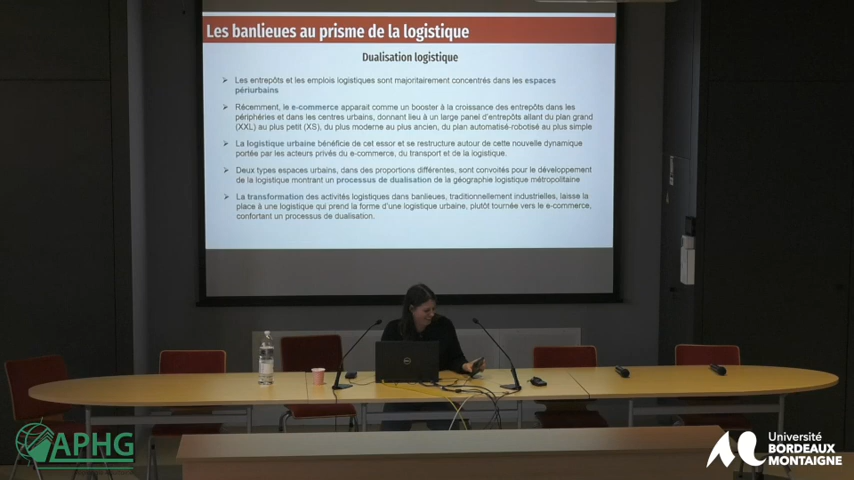 Les banlieues au prisme de la logistique
Dualisation logistique
➤ Les entrepôts et les emplois logistiques sont majoritairement concentrés dans les espaces
périurbains
➤ Récemment, le e-commerce apparait comme un booster à la croissance des entrepôts dans les
périphéries et dans les centres urbains, donnant lieu à un large panel d'entrepôts allant du plan grand
(XXL) au plus petit (XS), du plus moderne au plus ancien, du plan automatisé-robotisé au plus simple
➤ La logistique urbaine bénéficie de cet essor et se restructure autour de cette nouvelle dynamique
portée par les acteurs privés du e-commerce, du transport et de la logistique.
➤ Deux types espaces urbains, dans des proportions différentes, sont convoités pour le développement
de la logistique montrant un processus de dualisation de la géographie logistique métropolitaine
➤ La transformation des activités logistiques dans banlieues, traditionnellement industrielles, laisse la
place à une logistique qui prend la forme d'une logistique urbaine, plutôt tournée vers le e-commerce,
confortant un processus de dualisation.
DELL
APHG
Université
BORDEAUX
MONTAIGNE